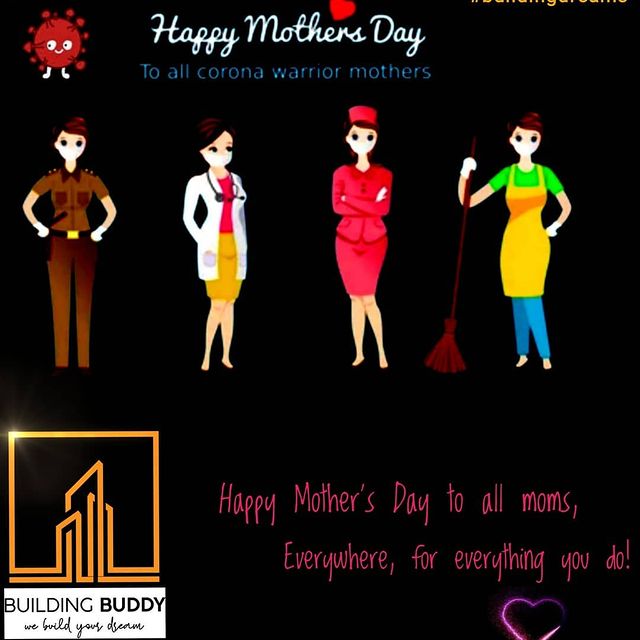 Happy Mothers Day
To all corona warrior mothers
Happy Mother's Day to all moms,
Everywhere, for everything you do!
BUILDING BUDDY
we build your dream